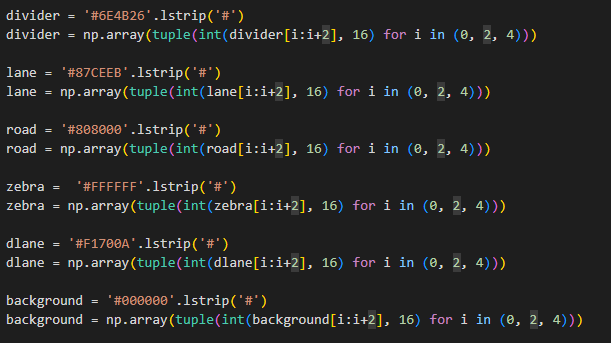 divider = '#6E4B26'.lstrip('#')
divider = np.array(tuple(int(divider[i:i+2], 16) for i in (0, 2, 4)))
lane = '#87CEEB'.lstrip('#')
lane = np.array(tuple(int(lane[i:i+2], 16) for i in (0, 2, 4)))
road = '#808000'.lstrip('#')
road = np.array(tuple(int(road[i:i+2], 16) for i in (0, 2, 4)))
zebra =  '#FFFFFF'.lstrip('#')
zebra = np.array(tuple(int(zebra[i:i+2], 16) for i in (0, 2, 4)))
dlane = '#F1700A'.lstrip('#')
dlane = np.array(tuple(int(dlane[i:i+2], 16) for i in (0, 2, 4)))
background = '#000000'.lstrip('#')
background = np.array(tuple(int(background[i:i+2], 16) for i in (0, 2, 4)))